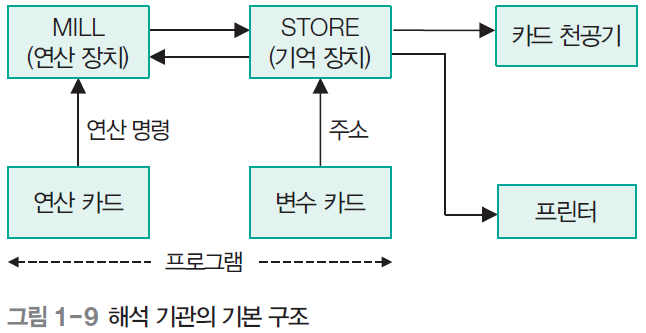 MILL
(연산 장치)
STORE
(기억 장치)
카드 천공기
연산 명령
주소
연산 카드
변수 카드
프린터
프로그램
그림 1-9 해석 기관의 기본 구조